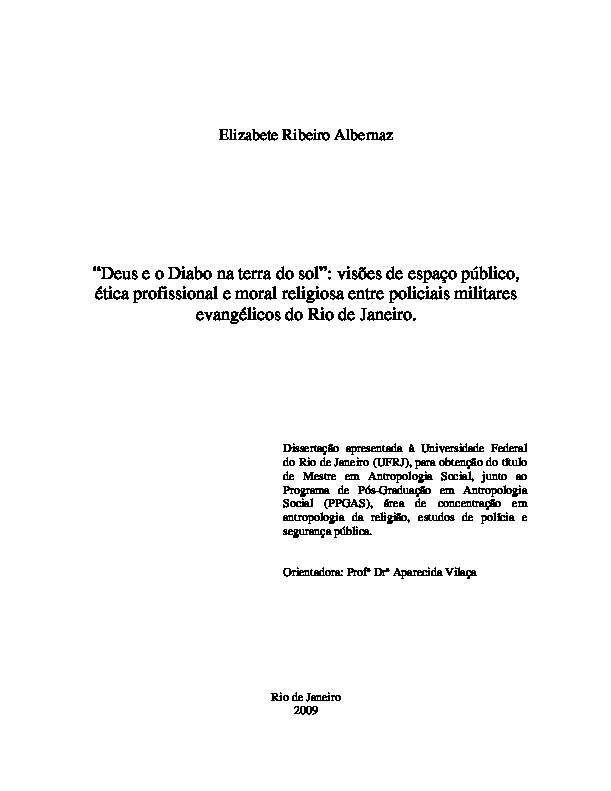 Elizabete Ribeiro Albernaz
“Deus e o Diabo na terra do sol”: visões de espaço público,
ética profissional e moral religiosa entre policiais militares
evangélicos do Rio de Janeiro.
Dissertação apresentada à Universidade Federal
do Rio de Janeiro (UFRJ), para obtenção do título
de Mestre em Antropologia Social, junto ao
Programa de Pós-Graduação em Antropologia
Social (PPGAS), área de concentração em
antropologia da religião, estudos de polícia e
segurança pública.
Orientadora: Profª Drª Aparecida Vilaça
Rio de Janeiro
2009